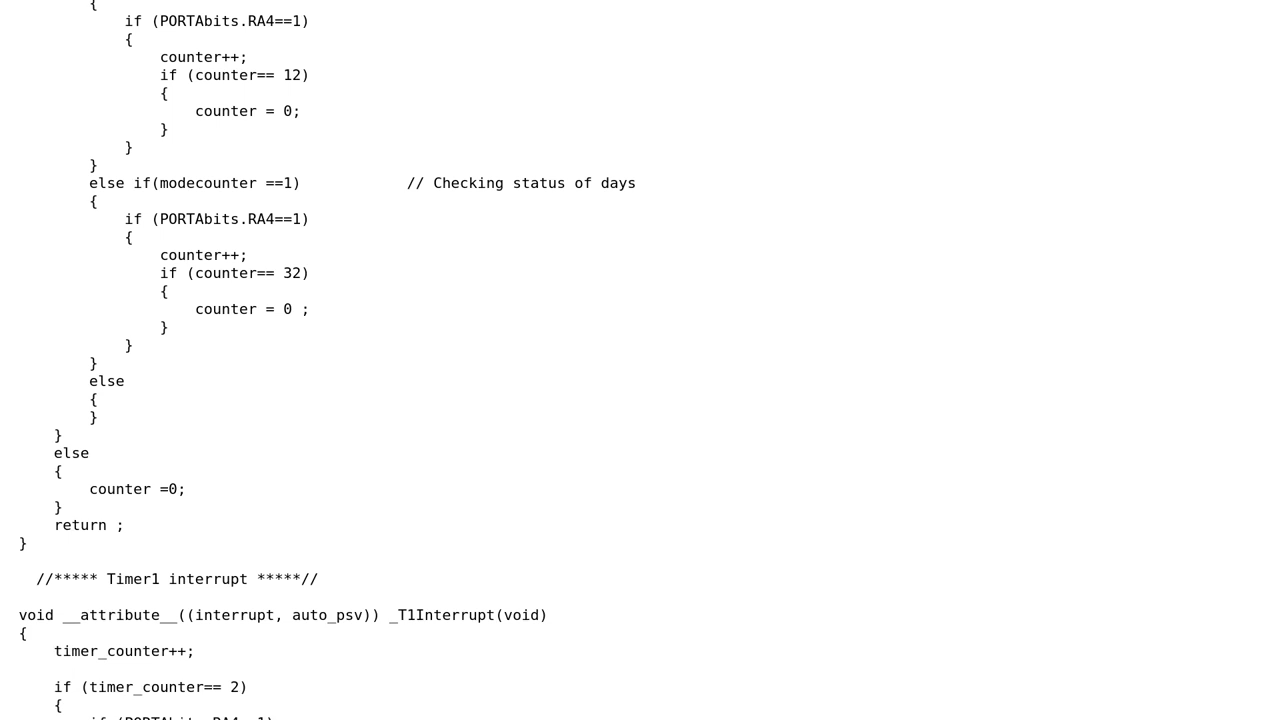 {
if (PORTAbits.RA4==1)
{
counter++;
if (counter== 12)
{
counter = 0;
}
}
}
else if(modecounter ==1) // Checking status of days
{
if (PORTAbits.RA4==1)
{
counter++;
if (counter== 32)
{
counter = 0 ;
}
}
}
else
{
}
}
else
{
counter =0;
}
return ;
}
//***** Timer1 interrupt *****//
void __attribute__((interrupt, auto_psv)) _T1Interrupt(void)
{
timer_counter++;
if (timer_counter== 2)
{